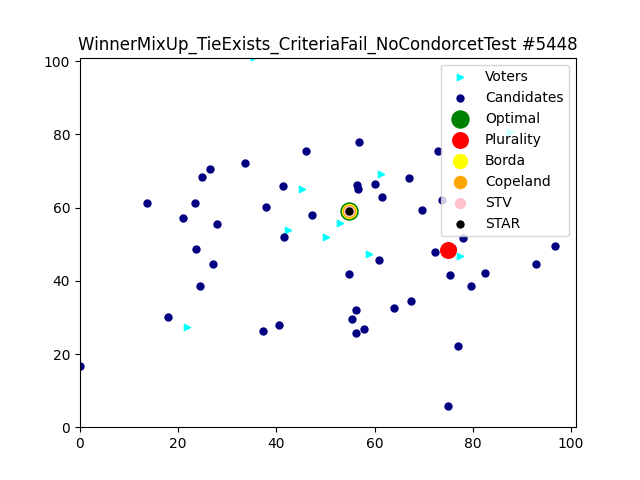 WinnerMixUp_TieExists_CriteriaFail_NoCondorcetTest #5448
100
80
60
40
20
0
0 20 40 60 80 100
Voters
Candidates
Optimal
Plurality
Borda
Copeland
STV
STAR